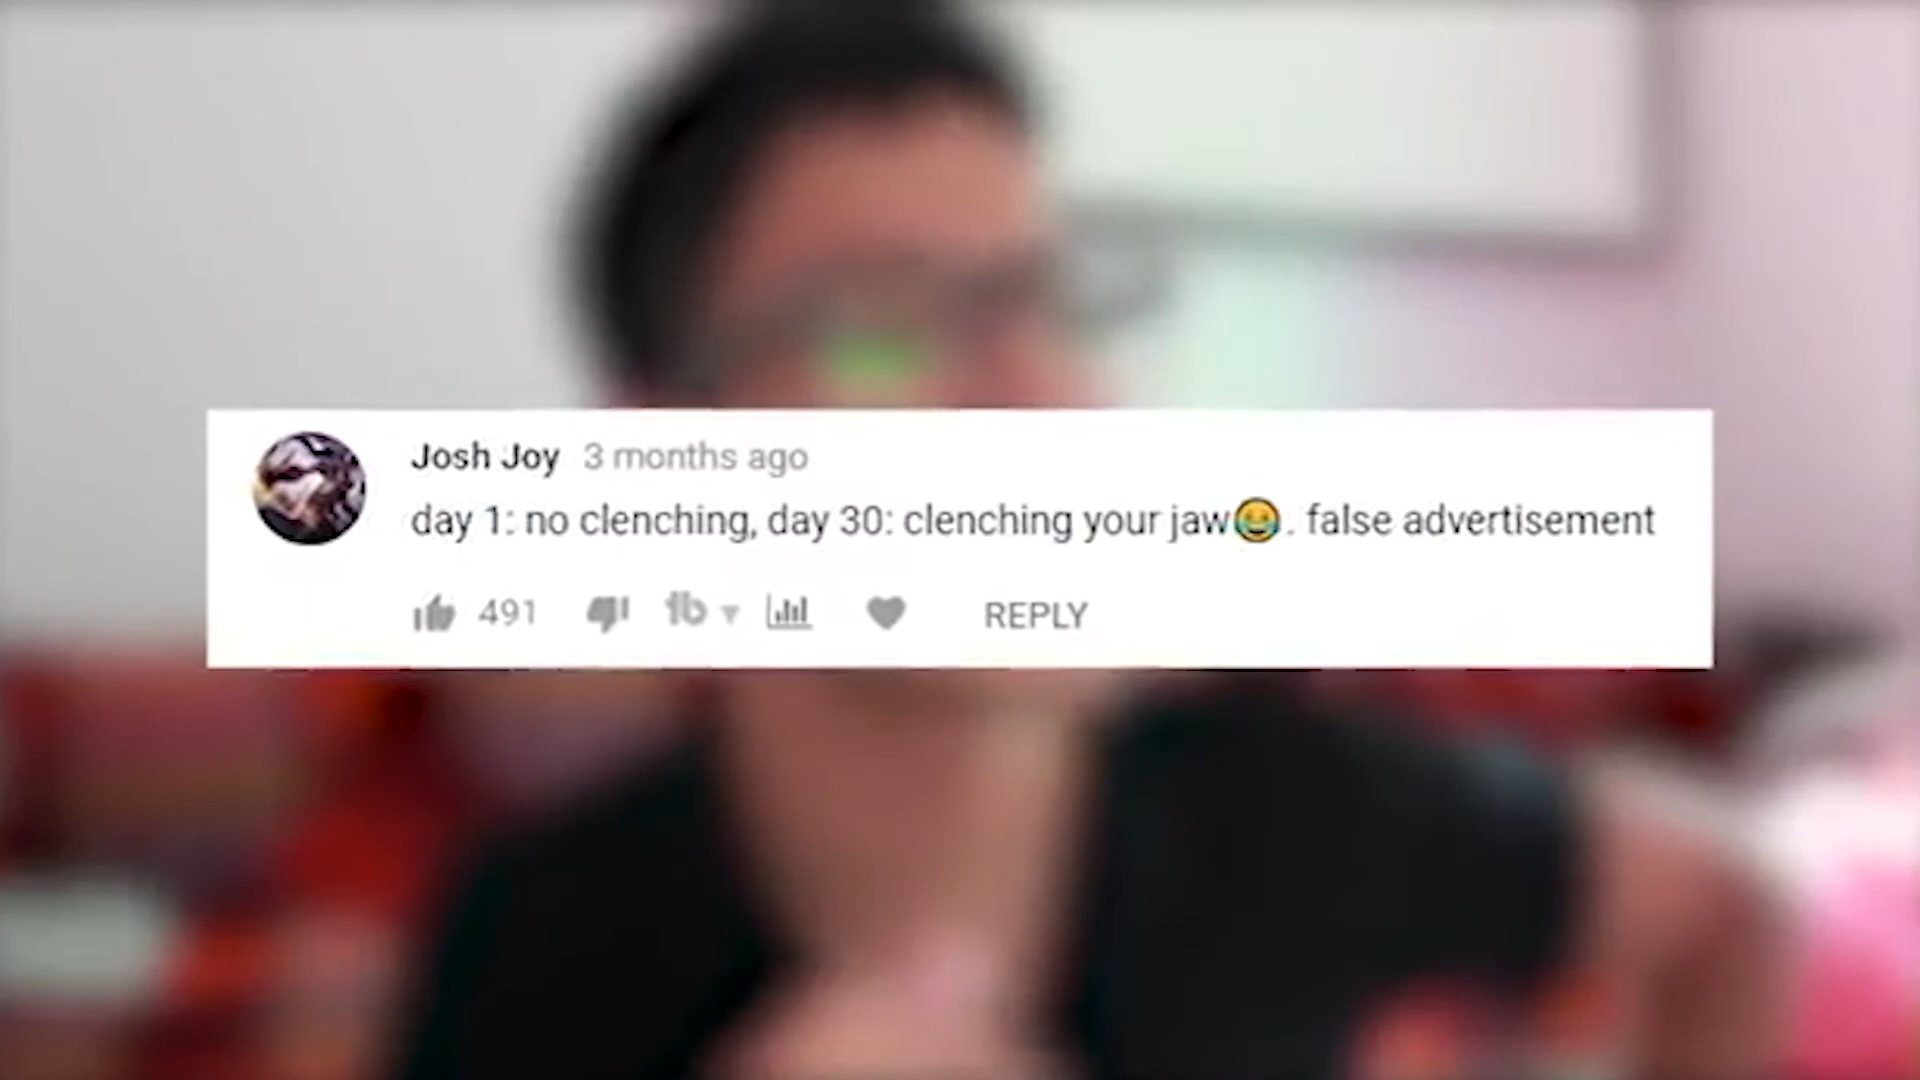 Josh Joy 3 months ago
day 1: no clenching, day 30: clenching your jaw😂. false advertisement
491 REPLY